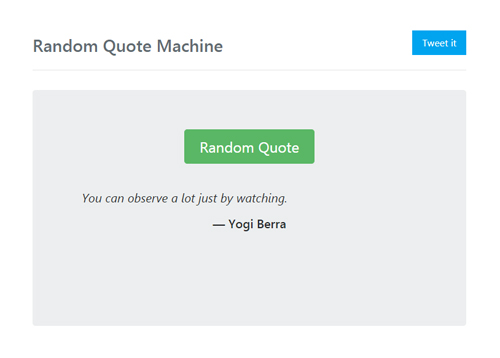 Random Quote Machine
Tweet it
Random Quote
You can observe a lot just by watching.
— Yogi Berra